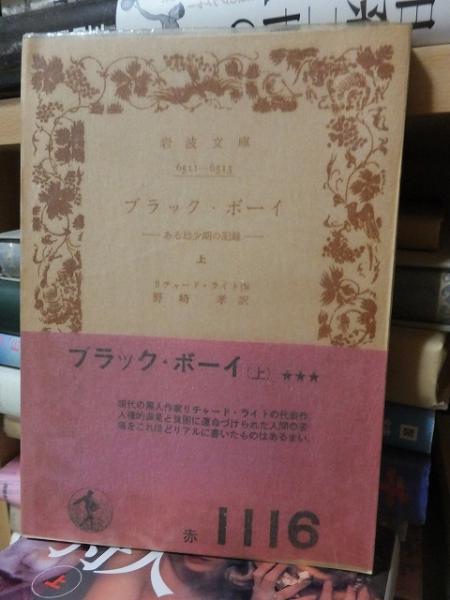 岩波文庫
6511—6513
ブラック・ボーイ
—ある幼少期の記録—
上
リチャード・ライト作
野崎孝訳
ブラック・ボーイ(上) ★★★
現代の黒人作家リチャード・ライトの代表作.
人種的偏見と貧困に運命づけられた人間の苦
痛をこれほどリアルに書いたものはあるまい.
赤 1116
上